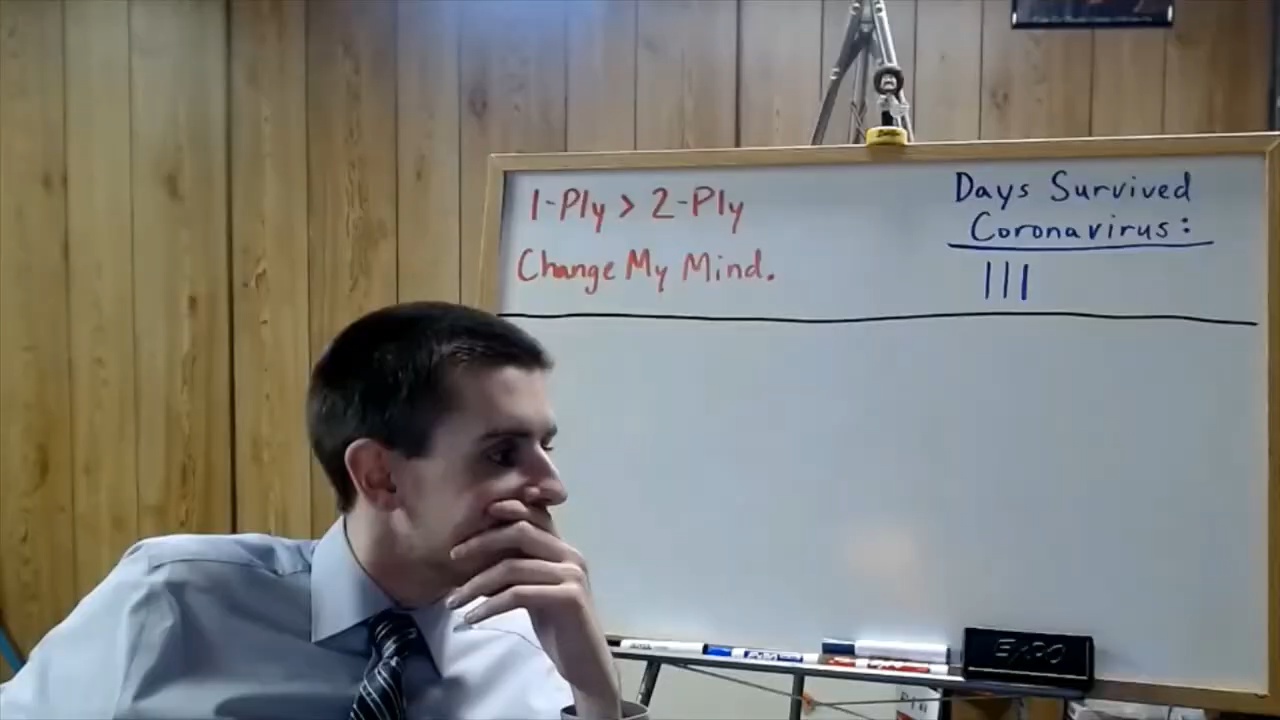 1-Ply > 2-Ply
Change My Mind.
Days Survived
Coronavirus:
|||
EXPO